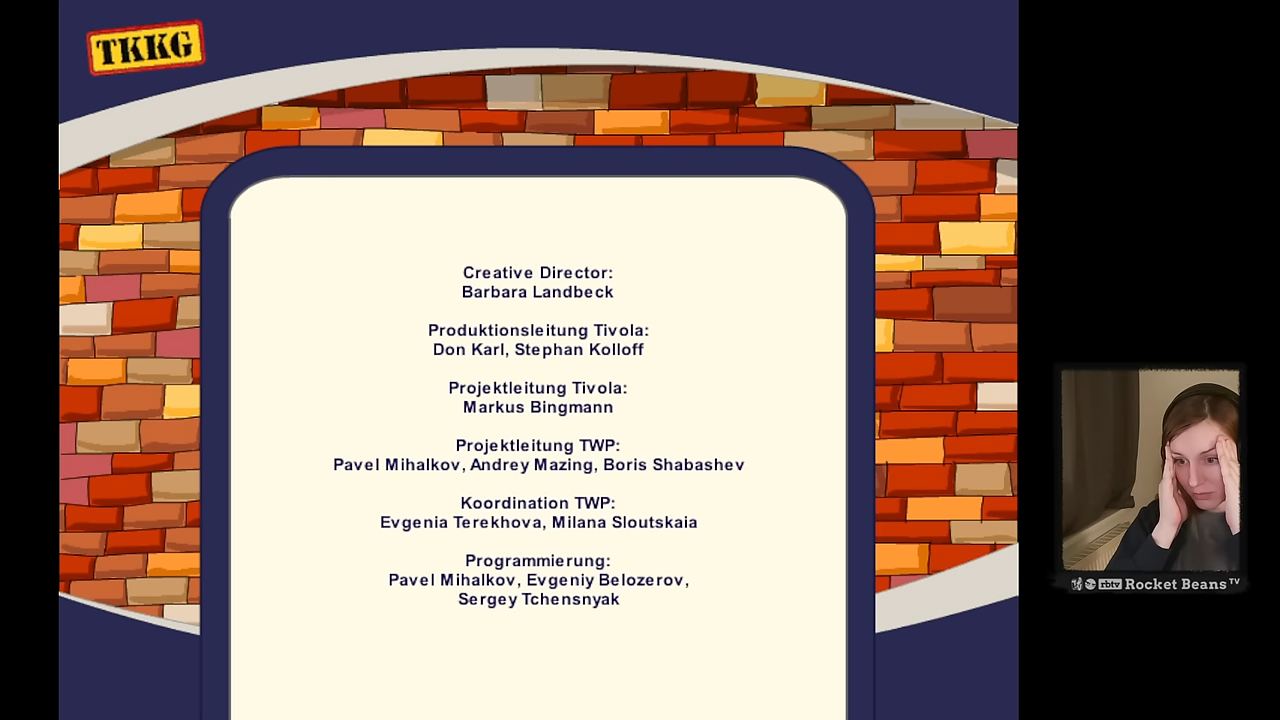 TKKG
Creative Director:
Barbara Landbeck
Produktionsleitung Tivola:
Don Karl, Stephan Kolloff
Projektleitung Tivola:
Markus Bingmann
Projektleitung TWP:
Pavel Mihalkov, Andrey Mazing, Boris Shabashev
Koordination TWP:
Evgenia Terekhova, Milana Sloutskaia
Programmierung:
Pavel Mihalkov, Evgeniy Belozerov,
Sergey Tchensnyak
rbtv Rocket Beans TV